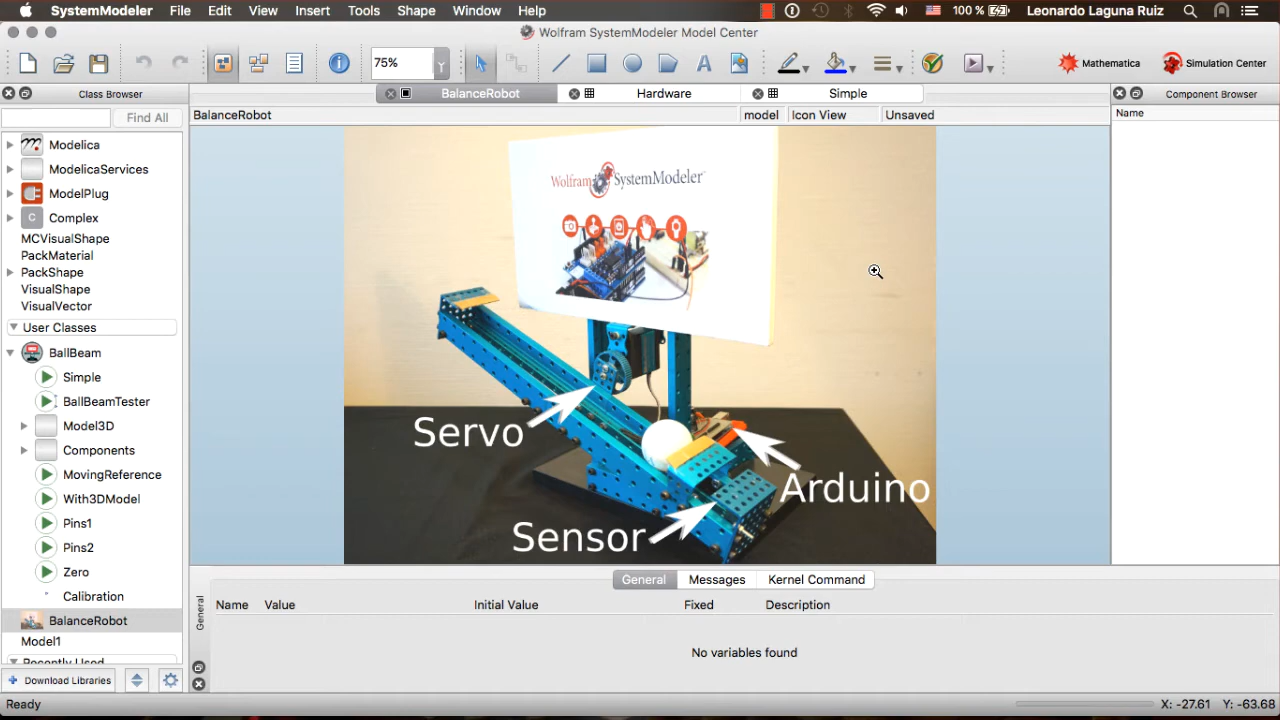 SystemModeler File Edit View Insert Tools Shape Window Help 100 % Leonardo Laguna Ruiz
Wolfram SystemModeler Model Center
75% Mathematica Simulation Center
Class Browser BalanceRobot Hardware Simple Component Browser
Find All BalanceRobot model Icon View Unsaved Name
Modelica
ModelicaServices
ModelPlug
C Complex
MCVisualShape
PackMaterial
PackShape
VisualShape
VisualVector
User Classes
BallBeam
Simple
BallBeamTester
Model3D
Components
MovingReference
With3DModel
Pins1
Pins2
Zero
Calibration
BalanceRobot
Model1
Recently Used
Download Libraries
Wolfram SystemModeler
Servo
Arduino
Sensor
General Messages Kernel Command
General
Name Value Initial Value Fixed Description
No variables found
Ready X: -27.61 Y: -63.68